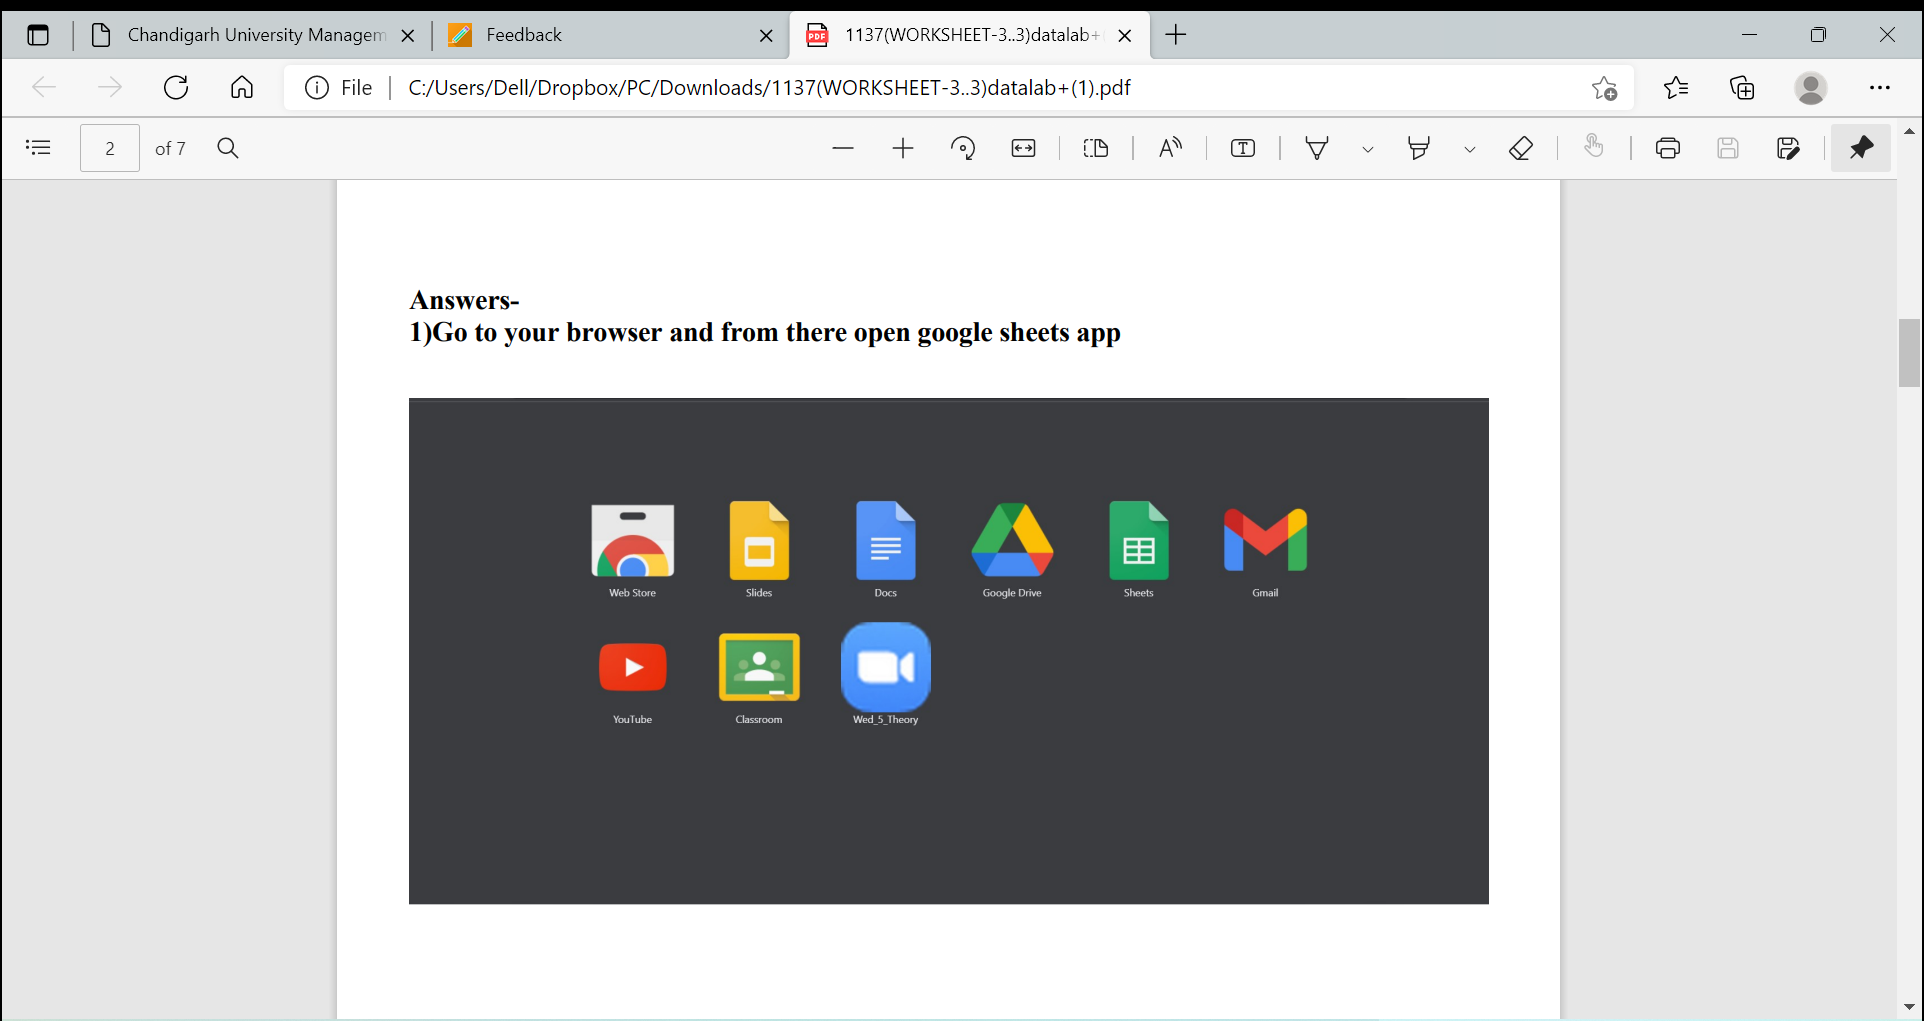 Chandigarh University Managem
Feedback
1137(WORKSHEET-3..3)datalab+
File
C:/Users/Dell/Dropbox/PC/Downloads/1137(WORKSHEET-3..3)datalab+(1).pdf
2 of 7
Answers-
1)Go to your browser and from there open google sheets app
Web Store Slides Docs Google Drive Sheets Gmail
YouTube Classroom Wed_5_Theory